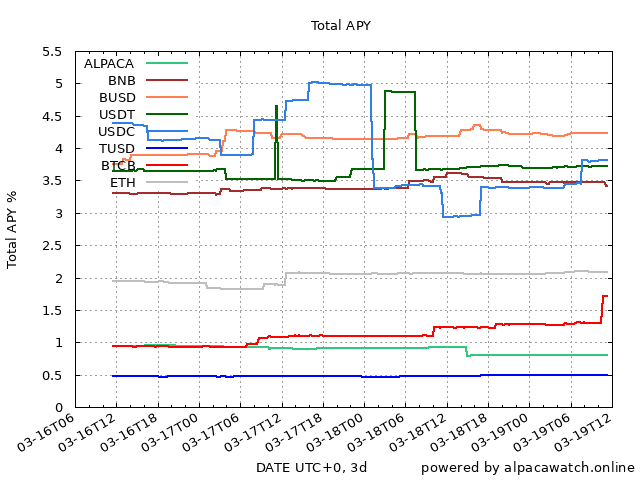 Total APY
Total APY %
5.5
5
4.5
4
3.5
3
2.5
2
1.5
1
0.5
0
ALPACA
BNB
BUSD
USDT
USDC
TUSD
BTCB
ETH
03-16T06
03-16T12
03-16T18
03-17T00
03-17T06
03-17T12
03-17T18
03-18T00
03-18T06
03-18T12
03-18T18
03-19T00
03-19T06
03-19T12
DATE UTC+0, 3d
powered by alpacawatch.online